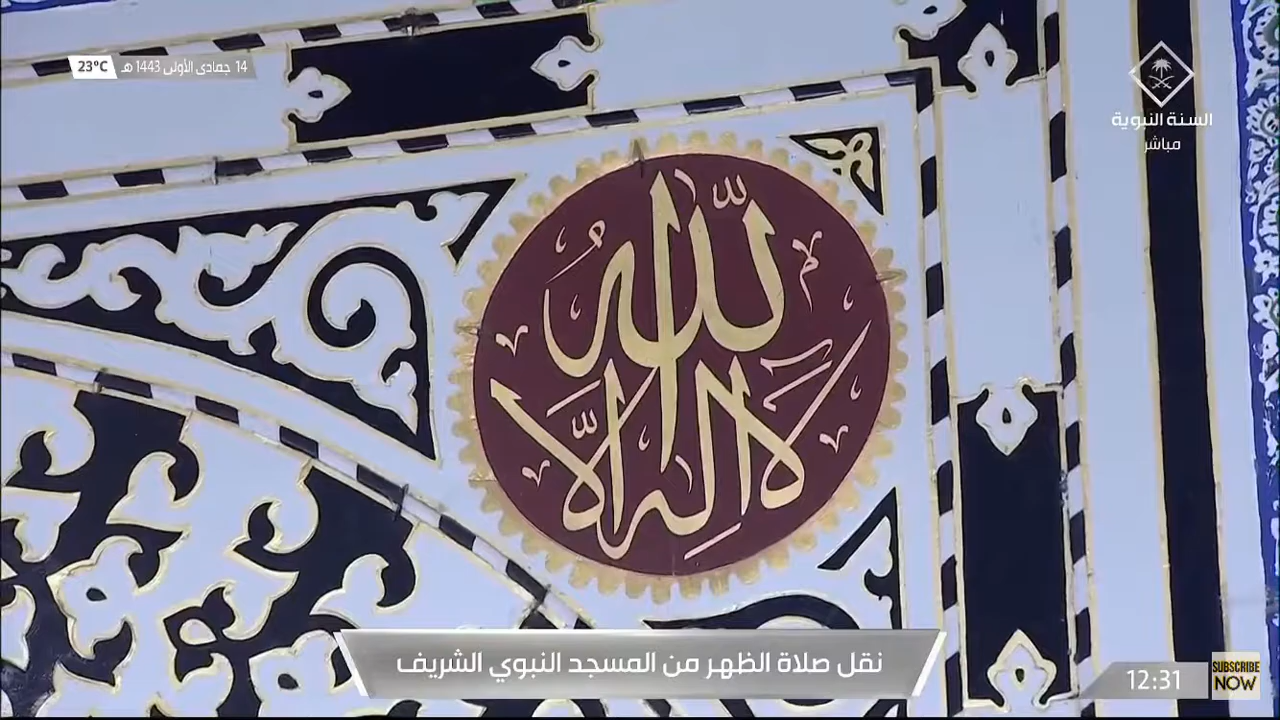 23°C
14 جمادى الأولى 1443 هـ
السنة النبوية
مباشر
لا إله إلا الله
نقل صلاة الظهر من المسجد النبوي الشريف
12:31
SUBSCRIBE
NOW